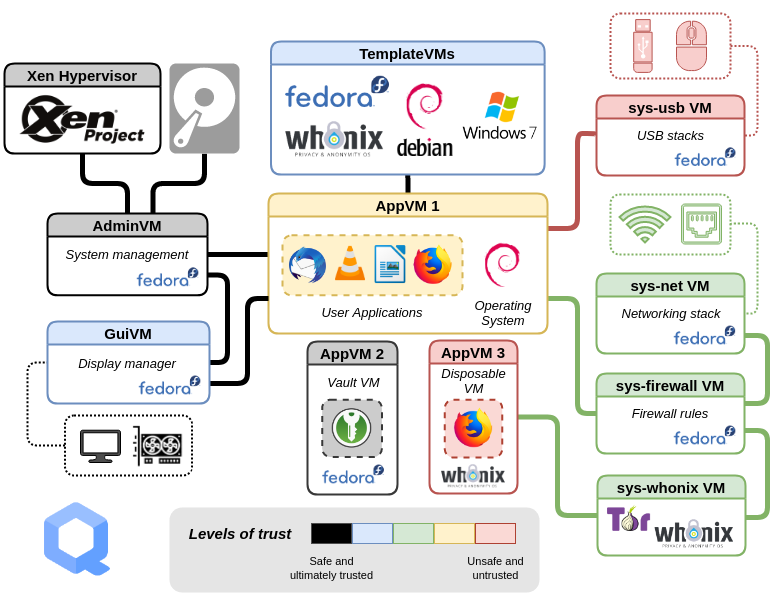 Xen Hypervisor
Xen
Project
TemplateVMs
fedora
whonix
PRIVACY & ANONYMITY OS
debian
Windows 7
sys-usb VM
USB stacks
fedora
AdminVM
System management
fedora
AppVM 1
User Applications
Operating
System
sys-net VM
Networking stack
fedora
GuiVM
Display manager
fedora
AppVM 2
Vault VM
fedora
AppVM 3
Disposable
VM
whonix
PRIVACY & ANONYMITY OS
sys-firewall VM
Firewall rules
fedora
sys-whonix VM
Tor
whonix
PRIVACY & ANONYMITY OS
Levels of trust
Safe and
ultimately trusted
Unsafe and
untrusted